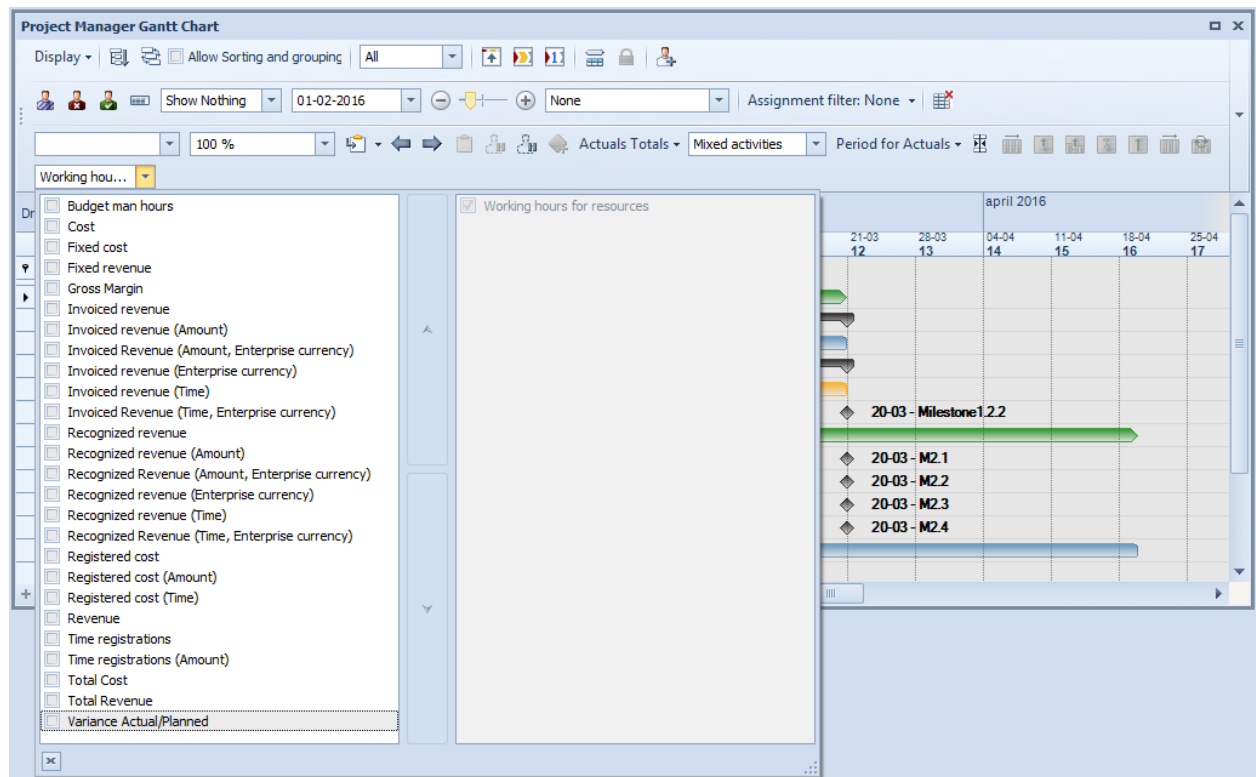 Project Manager Gantt Chart
Display Allow Sorting and grouping All
Show Nothing 01-02-2016 None Assignment filter: None
100 % Actuals Totals Mixed activities Period for Actuals
Working hou...
Dr
april 2016
21-03 28-03 04-04 11-04 18-04 25-04
12 13 14 15 16 17
Budget man hours
Cost
Fixed cost
Fixed revenue
Gross Margin
Invoiced revenue
Invoiced revenue (Amount)
Invoiced Revenue (Amount, Enterprise currency)
Invoiced revenue (Enterprise currency)
Invoiced revenue (Time)
Invoiced Revenue (Time, Enterprise currency)
Recognized revenue
Recognized revenue (Amount)
Recognized Revenue (Amount, Enterprise currency)
Recognized revenue (Enterprise currency)
Recognized revenue (Time)
Recognized Revenue (Time, Enterprise currency)
Registered cost
Registered cost (Amount)
Registered cost (Time)
Revenue
Time registrations
Time registrations (Amount)
Total Cost
Total Revenue
Variance Actual/Planned
Working hours for resources
20-03 - Milestone1.2.2
20-03 - M2.1
20-03 - M2.2
20-03 - M2.3
20-03 - M2.4